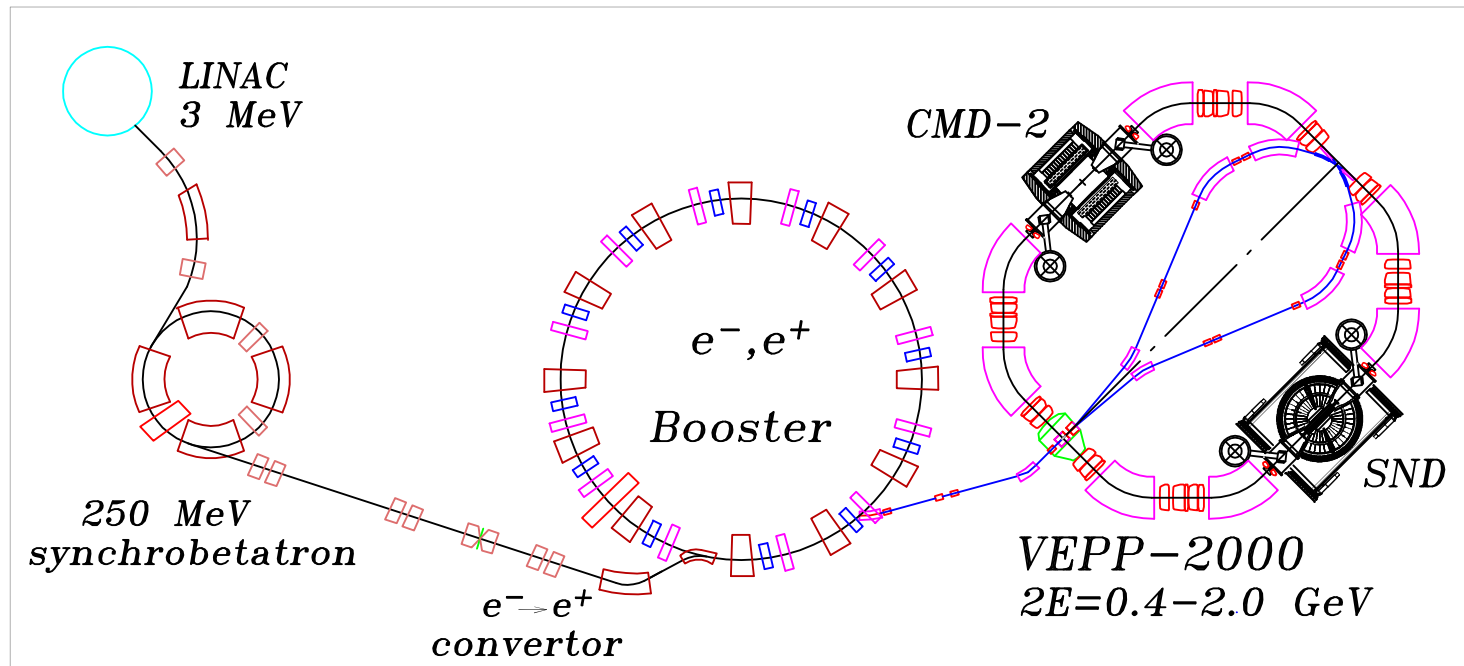 LINAC
3 MeV
CMD-2
e⁻,e⁺
Booster
SND
250 MeV
synchrobetatron
VEPP-2000
2E=0.4-2.0 GeV
e⁻→e⁺
convertor